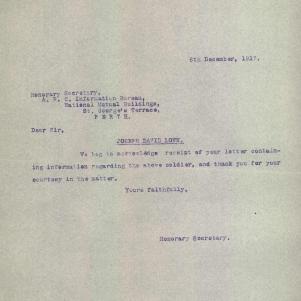 6th December, 1917.
Honorary Secretary,
A. R. C. Information Bureau,
National Mutual Buildings,
St. George's Terrace,
P E R T H.
Dear Sir,
JOSEPH DAVID
We beg to acknowledge receipt of your letter contain-
ing information regarding the above soldier, and thank you for your
courtesy in the matter.
Yours faithfully,
Honorary Secretary.